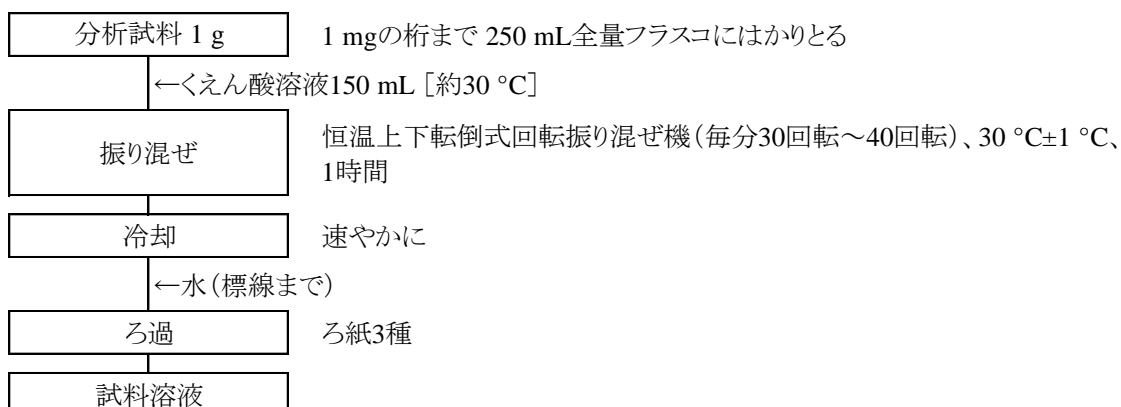 分析試料 1 g
1 mgの桁まで 250 mL全量フラスコにはかりとる
←くえん酸溶液150 mL [約30 °C]
振り混ぜ
恒温上下転倒式回転振り混ぜ機(毎分30回転～40回転)、30 °C±1 °C、
1時間
冷却
速やかに
←水(標線まで)
ろ過
ろ紙3種
試料溶液